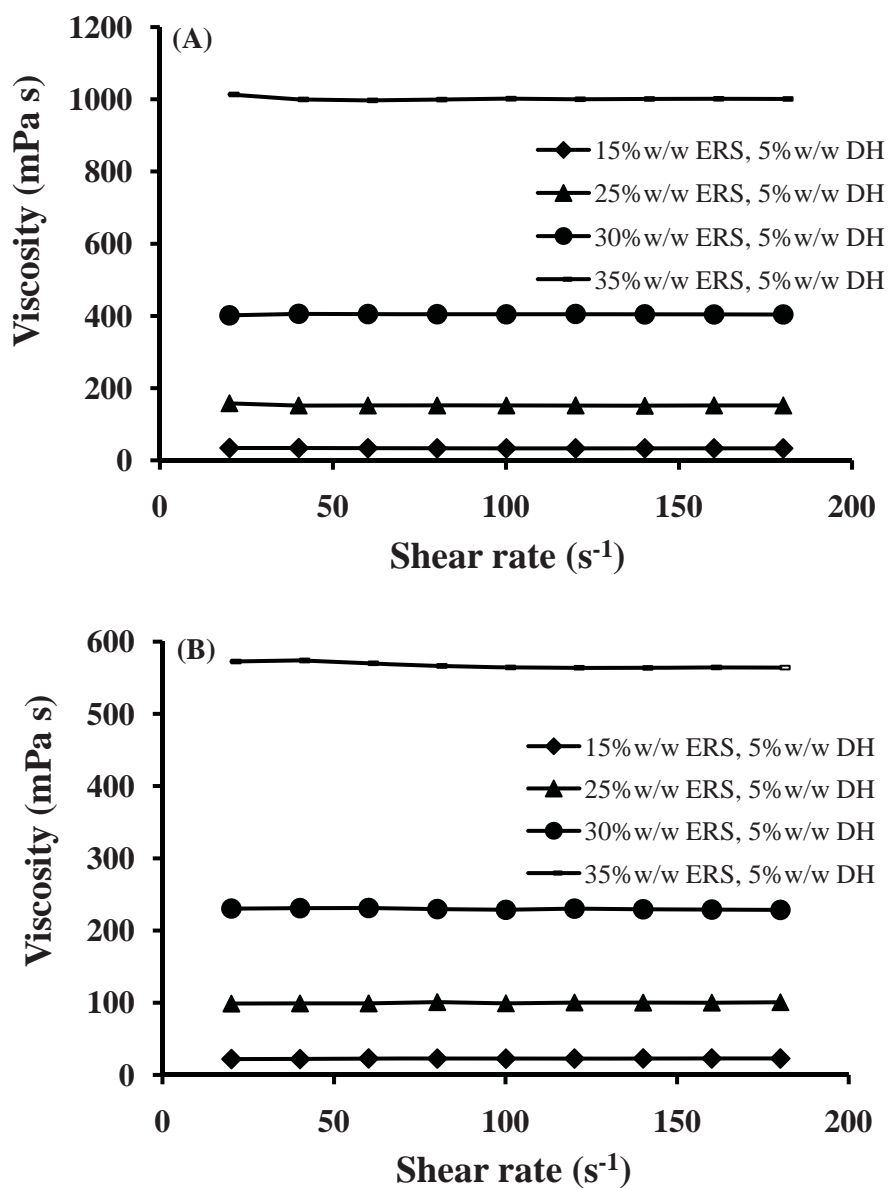 (A)
1200
1000
800
600
400
200
0
Viscosity (mPa s)
15%w/w ERS, 5%w/w DH
25%w/w ERS, 5%w/w DH
30%w/w ERS, 5%w/w DH
35%w/w ERS, 5%w/w DH
0 50 100 150 200
Shear rate (s⁻¹)
(B)
600
500
400
300
200
100
0
Viscosity (mPa s)
15%w/w ERS, 5%w/w DH
25%w/w ERS, 5%w/w DH
30%w/w ERS, 5%w/w DH
35%w/w ERS, 5%w/w DH
0 50 100 150 200
Shear rate (s⁻¹)